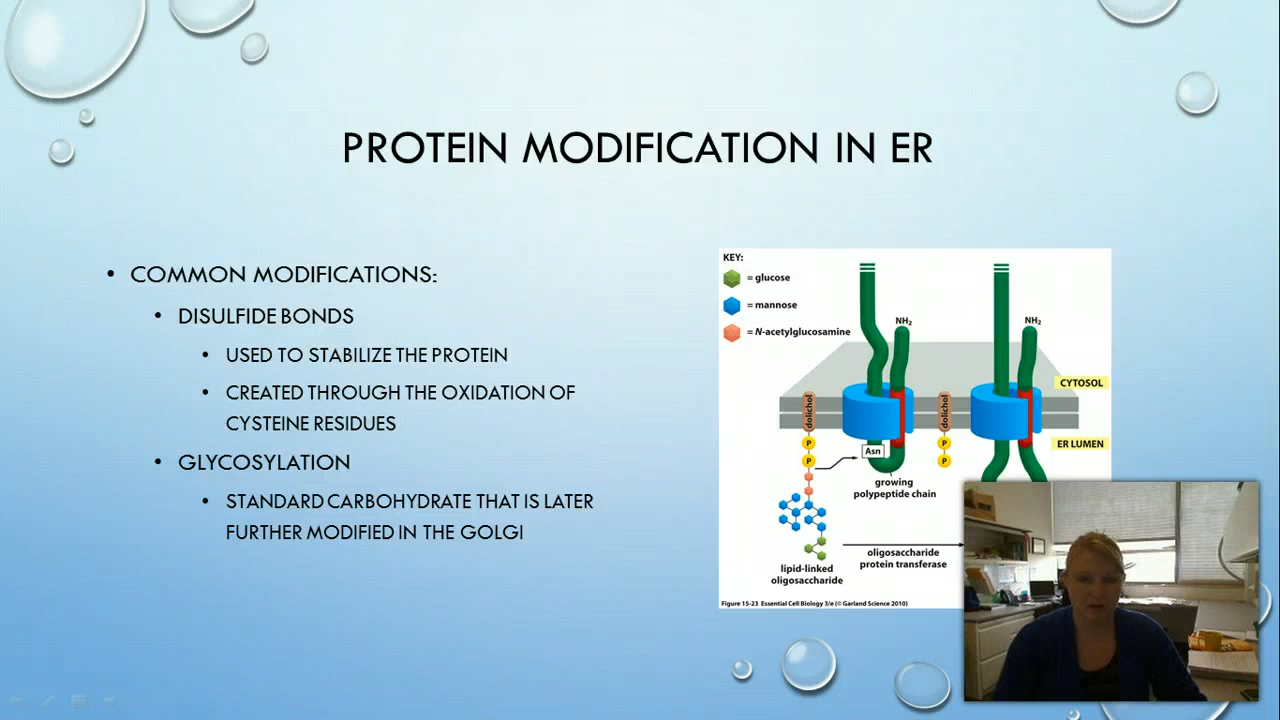 PROTEIN MODIFICATION IN ER
• COMMON MODIFICATIONS:
• DISULFIDE BONDS
• USED TO STABILIZE THE PROTEIN
• CREATED THROUGH THE OXIDATION OF
CYSTEINE RESIDUES
• GLYCOSYLATION
• STANDARD CARBOHYDRATE THAT IS LATER
FURTHER MODIFIED IN THE GOLGI
KEY:
= glucose
= mannose
= N-acetylglucosamine
NH₂
NH₂
CYTOSOL
dolichol
dolichol
ER LUMEN
P
P
P
P
Asn
growing
polypeptide chain
oligosaccharide
protein transferase
lipid-linked
oligosaccharide
Figure 15-23 Essential Cell Biology 3/e (© Garland Science 2010)